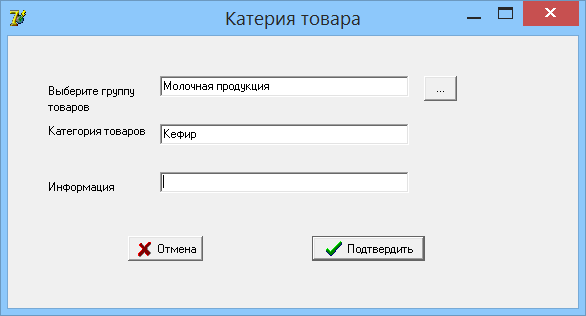 Катерия товара
Выберите группу
товаров
Молочная продукция
...
Категория товаров
Кефир
Информация
Отмена
Подтвердить